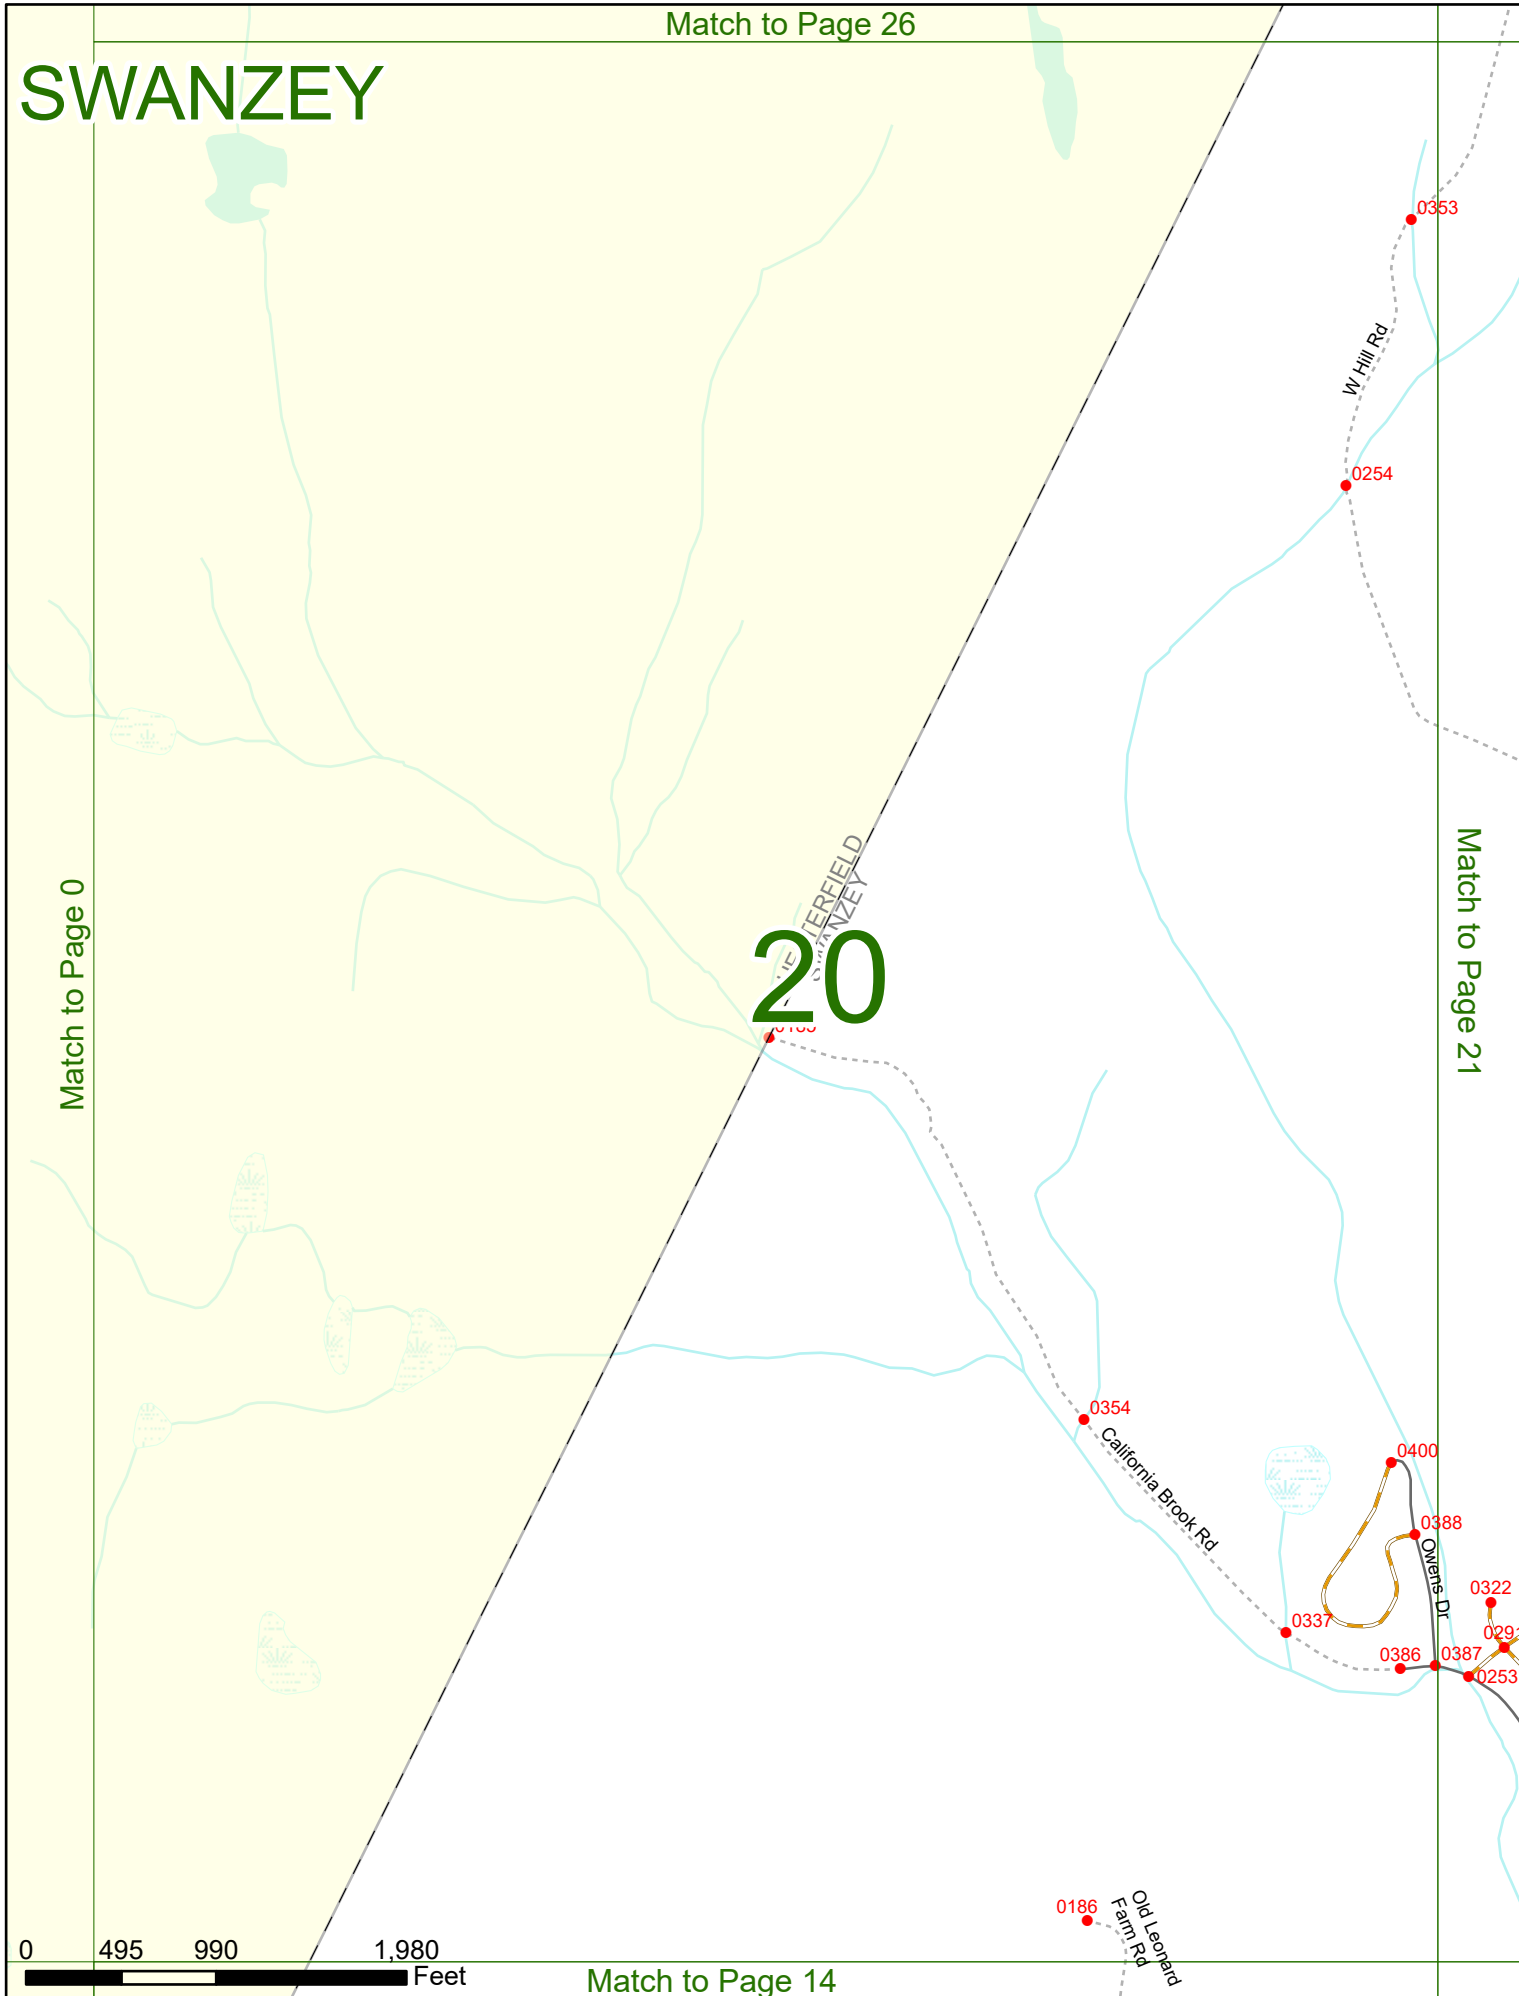 Match to Page 26
SWANZEY
0353
W Hill Rd
0254
Match to Page 0
Match to Page 21
20
0354
California Brook Rd
0400
0388
Owens Dr
0322
0337
0291
0386
0387
0253
0186
Old Leonard
Farm Rd
0 495 990 1,980
Feet
Match to Page 14